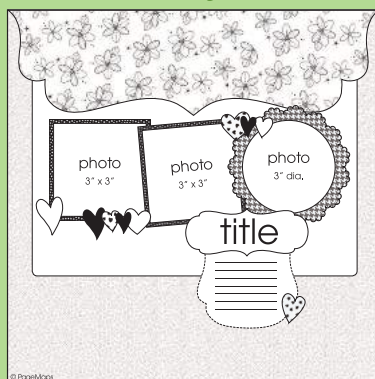 photo
3" x 3"
photo
3" x 3"
photo
3" dia.
title
© PageMaps